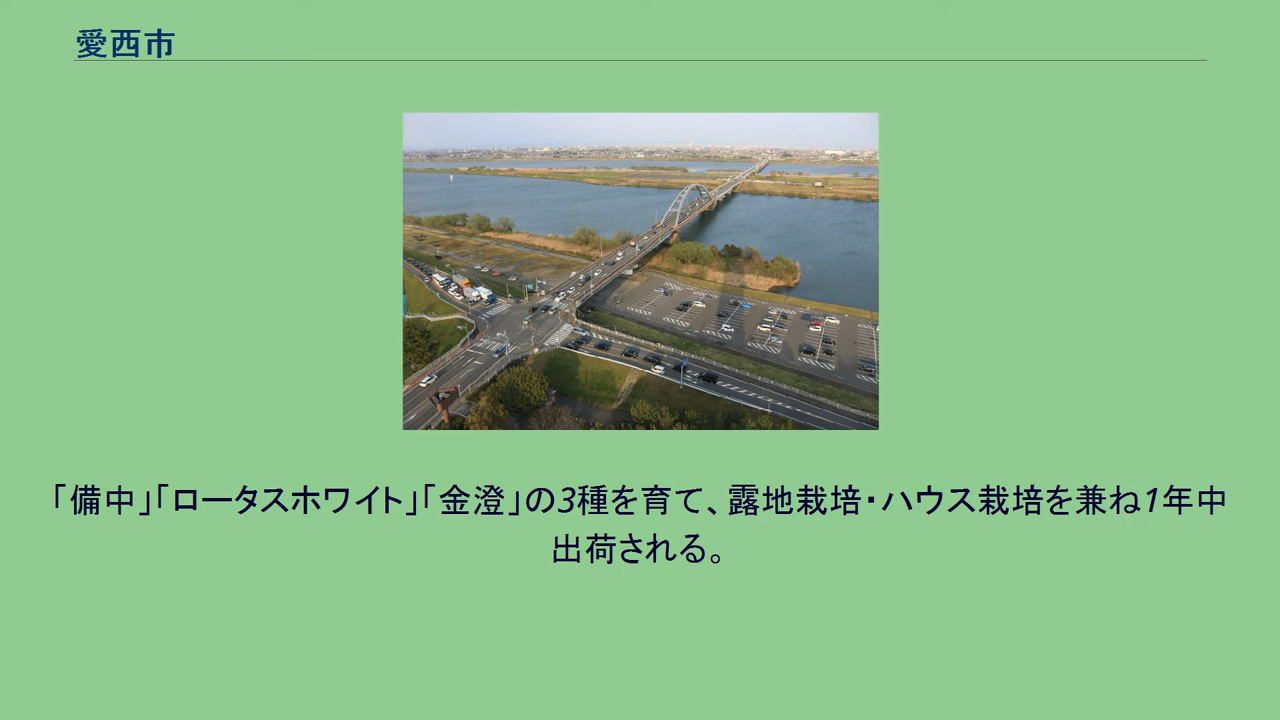 愛西市
「備中」「ロータスホワイト」「金澄」の3種を育て、露地栽培・ハウス栽培を兼ね1年中
出荷される。